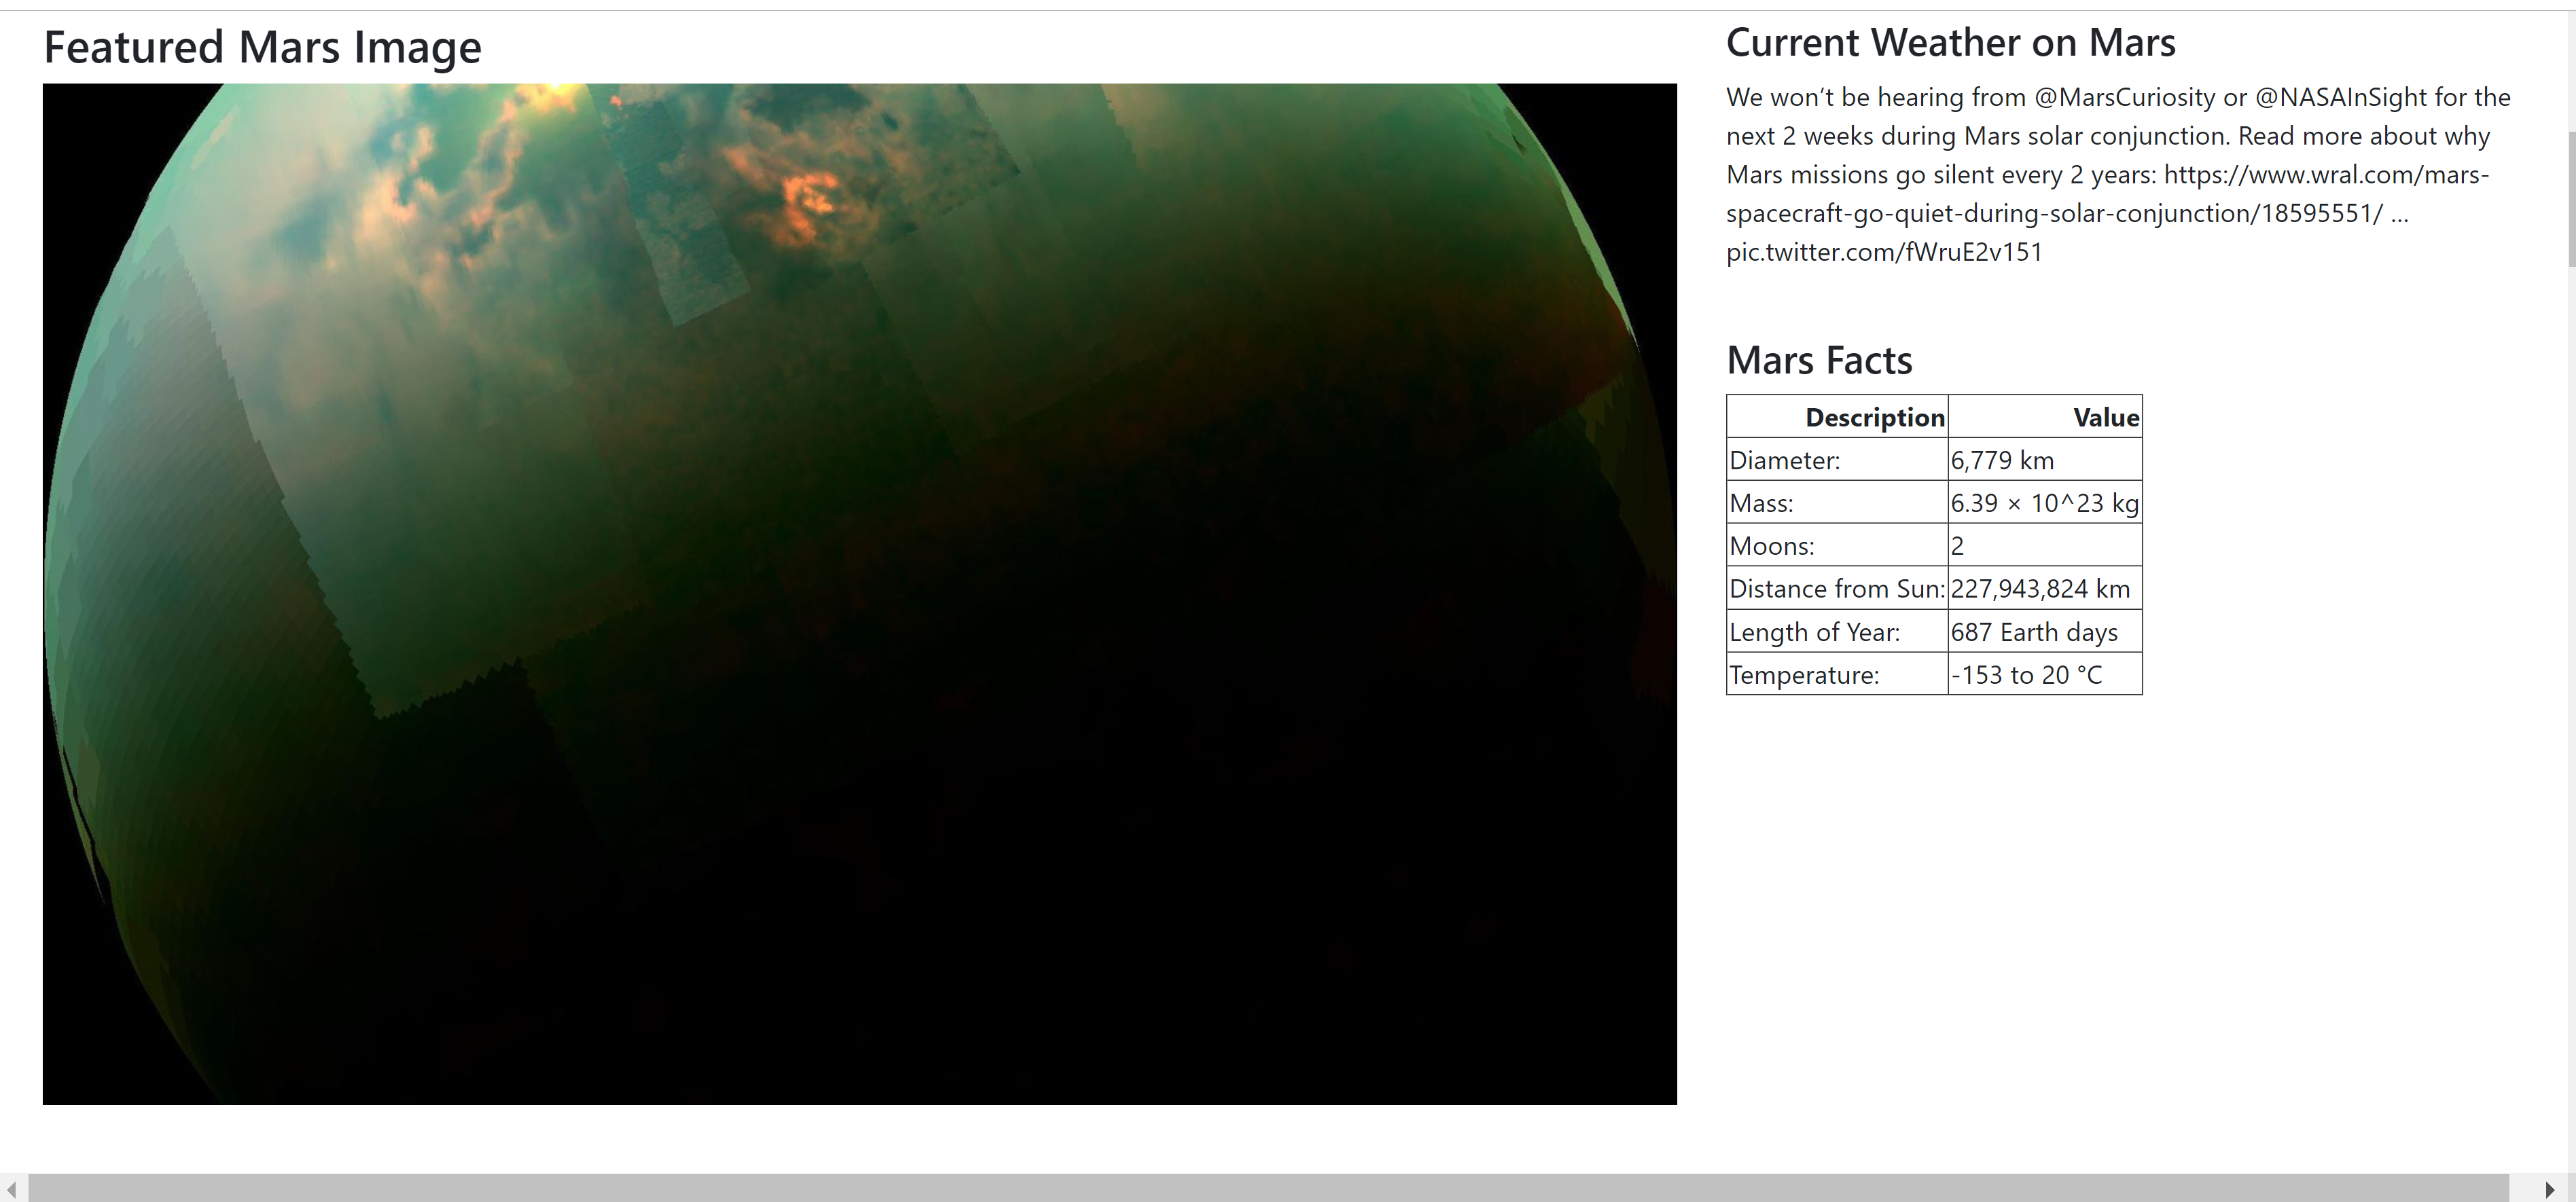 Featured Mars Image
Current Weather on Mars
We won’t be hearing from @MarsCuriosity or @NASAInSight for the
next 2 weeks during Mars solar conjunction. Read more about why
Mars missions go silent every 2 years: https://www.wral.com/mars-
spacecraft-go-quiet-during-solar-conjunction/18595551/ …
pic.twitter.com/fWruE2v151
Mars Facts
Description Value
Diameter: 6,779 km
Mass: 6.39 × 10^23 kg
Moons: 2
Distance from Sun: 227,943,824 km
Length of Year: 687 Earth days
Temperature: -153 to 20 °C